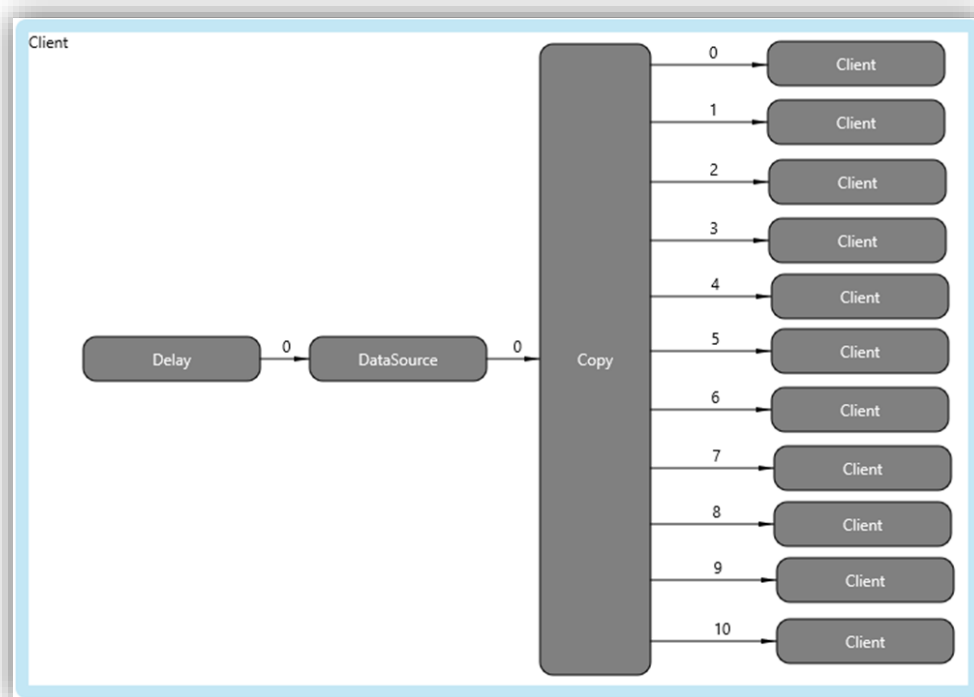 Client
0
Client
1
Client
2
Client
3
Client
4
Client
5
Client
6
Client
7
Client
8
Client
9
Client
10
Client
Delay
0
DataSource
0
Copy